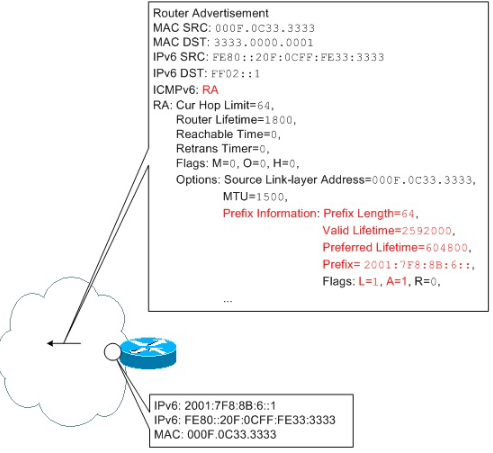 Router Advertisement
MAC SRC: 000F.0C33.3333
MAC DST: 3333.0000.0001
IPv6 SRC: FE80::20F:0CFF:FE33:3333
IPv6 DST: FF02::1
ICMPv6: RA
RA: Cur Hop Limit=64,
Router Lifetime=1800,
Reachable Time=0,
Retrans Timer=0,
Flags: M=0, O=0, H=0,
Options: Source Link-layer Address=000F.0C33.3333,
MTU=1500,
Prefix Information: Prefix Length=64,
Valid Lifetime=2592000,
Preferred Lifetime=604800,
Prefix= 2001:7F8:8B:6::,
Flags: L=1, A=1, R=0,
...
IPv6: 2001:7F8:8B:6::1
IPv6: FE80::20F:0CFF:FE33:3333
MAC: 000F.0C33.3333